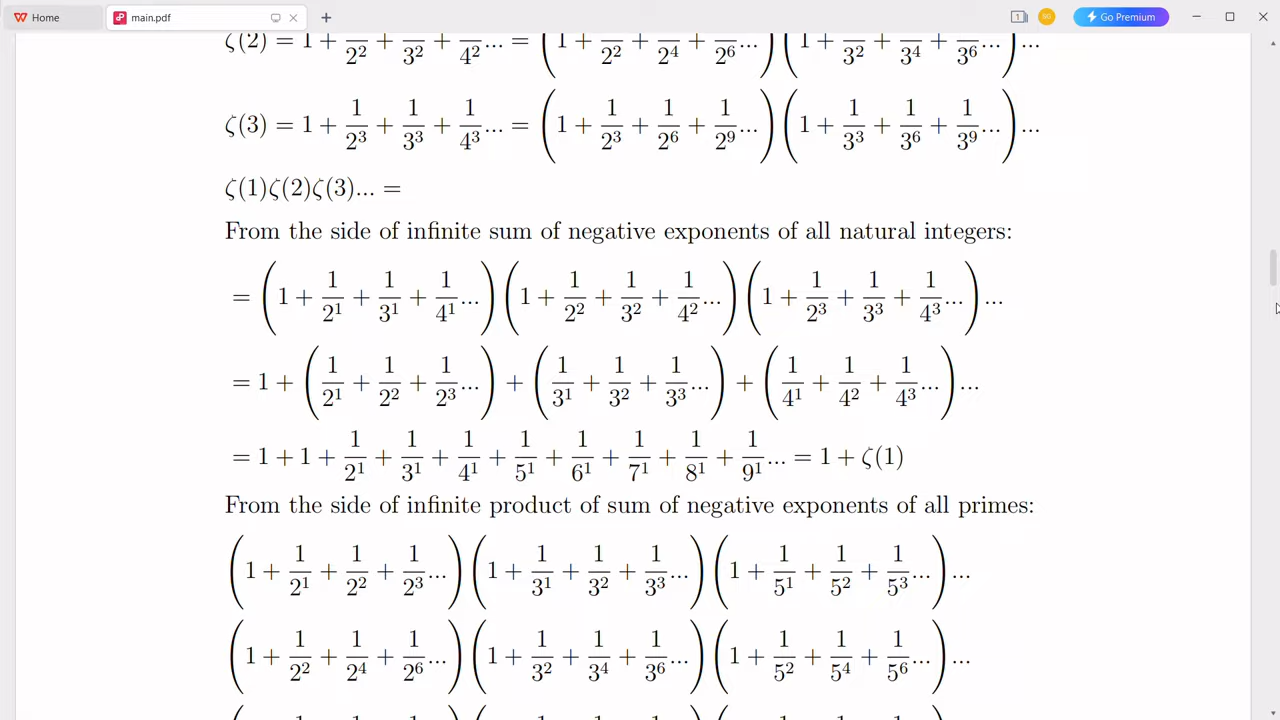 Home
main.pdf
1
Go Premium
ζ(2) = 1 + 1/2² + 1/3² + 1/4² ... = (1 + 1/2² + 1/2⁴ + 1/2⁶ ...)(1 + 1/3² + 1/3⁴ + 1/3⁶ ...)...
ζ(3) = 1 + 1/2³ + 1/3³ + 1/4³ ... = (1 + 1/2³ + 1/2⁶ + 1/2⁹ ...)(1 + 1/3³ + 1/3⁶ + 1/3⁹ ...)...
ζ(1)ζ(2)ζ(3)... =
From the side of infinite sum of negative exponents of all natural integers:
= (1 + 1/2¹ + 1/3¹ + 1/4¹ ...)(1 + 1/2² + 1/3² + 1/4² ...)(1 + 1/2³ + 1/3³ + 1/4³ ...)...
= 1 + (1/2¹ + 1/2² + 1/2³ ...) + (1/3¹ + 1/3² + 1/3³ ...) + (1/4¹ + 1/4² + 1/4³ ...)...
= 1 + 1 + 1/2¹ + 1/3¹ + 1/4¹ + 1/5¹ + 1/6¹ + 1/7¹ + 1/8¹ + 1/9¹ ... = 1 + ζ(1)
From the side of infinite product of sum of negative exponents of all primes:
(1 + 1/2¹ + 1/2² + 1/2³ ...)(1 + 1/3¹ + 1/3² + 1/3³ ...)(1 + 1/5¹ + 1/5² + 1/5³ ...)...
(1 + 1/2² + 1/2⁴ + 1/2⁶ ...)(1 + 1/3² + 1/3⁴ + 1/3⁶ ...)(1 + 1/5² + 1/5⁴ + 1/5⁶ ...)...